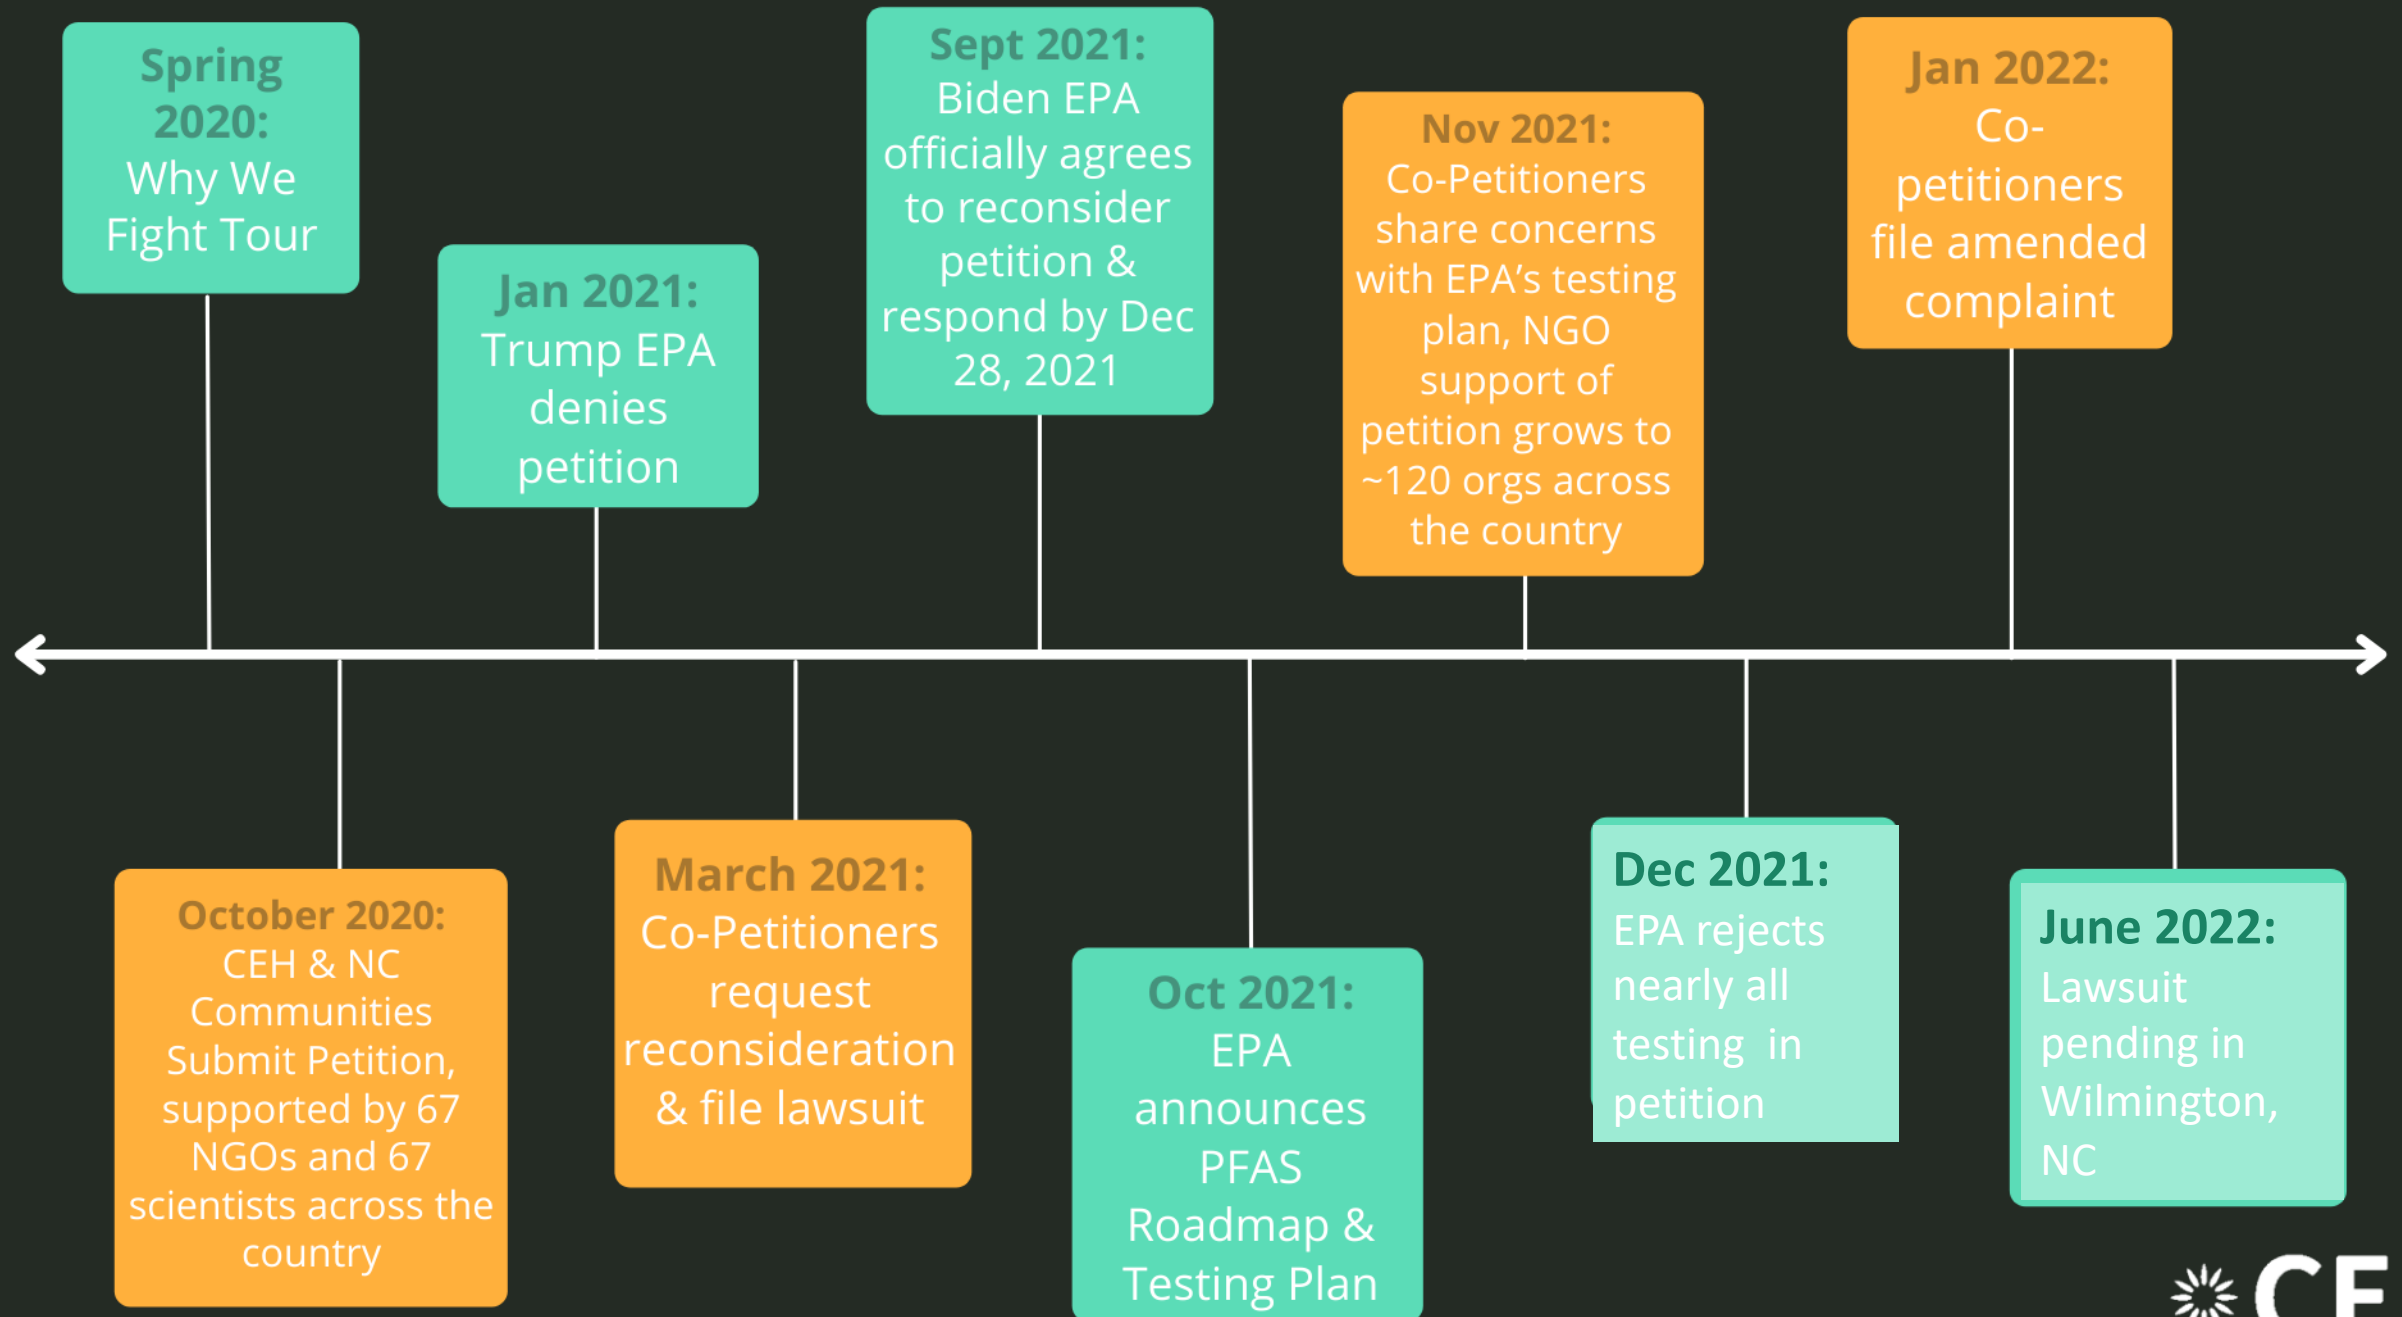 Spring
2020:
Why We
Fight Tour
October 2020:
CEH & NC
Communities
Submit Petition,
supported by 67
NGOs and 67
scientists across the
country
Jan 2021:
Trump EPA
denies
petition
March 2021:
Co-Petitioners
request
reconsideration
& file lawsuit
Sept 2021:
Biden EPA
officially agrees
to reconsider
petition &
respond by Dec
28, 2021
Oct 2021:
EPA
announces
PFAS
Roadmap &
Testing Plan
Nov 2021:
Co-Petitioners
share concerns
with EPA’s testing
plan, NGO
support of
petition grows to
~120 orgs across
the country
Dec 2021:
EPA rejects
nearly all
testing in
petition
Jan 2022:
Co-
petitioners
file amended
complaint
June 2022:
Lawsuit
pending in
Wilmington,
NC